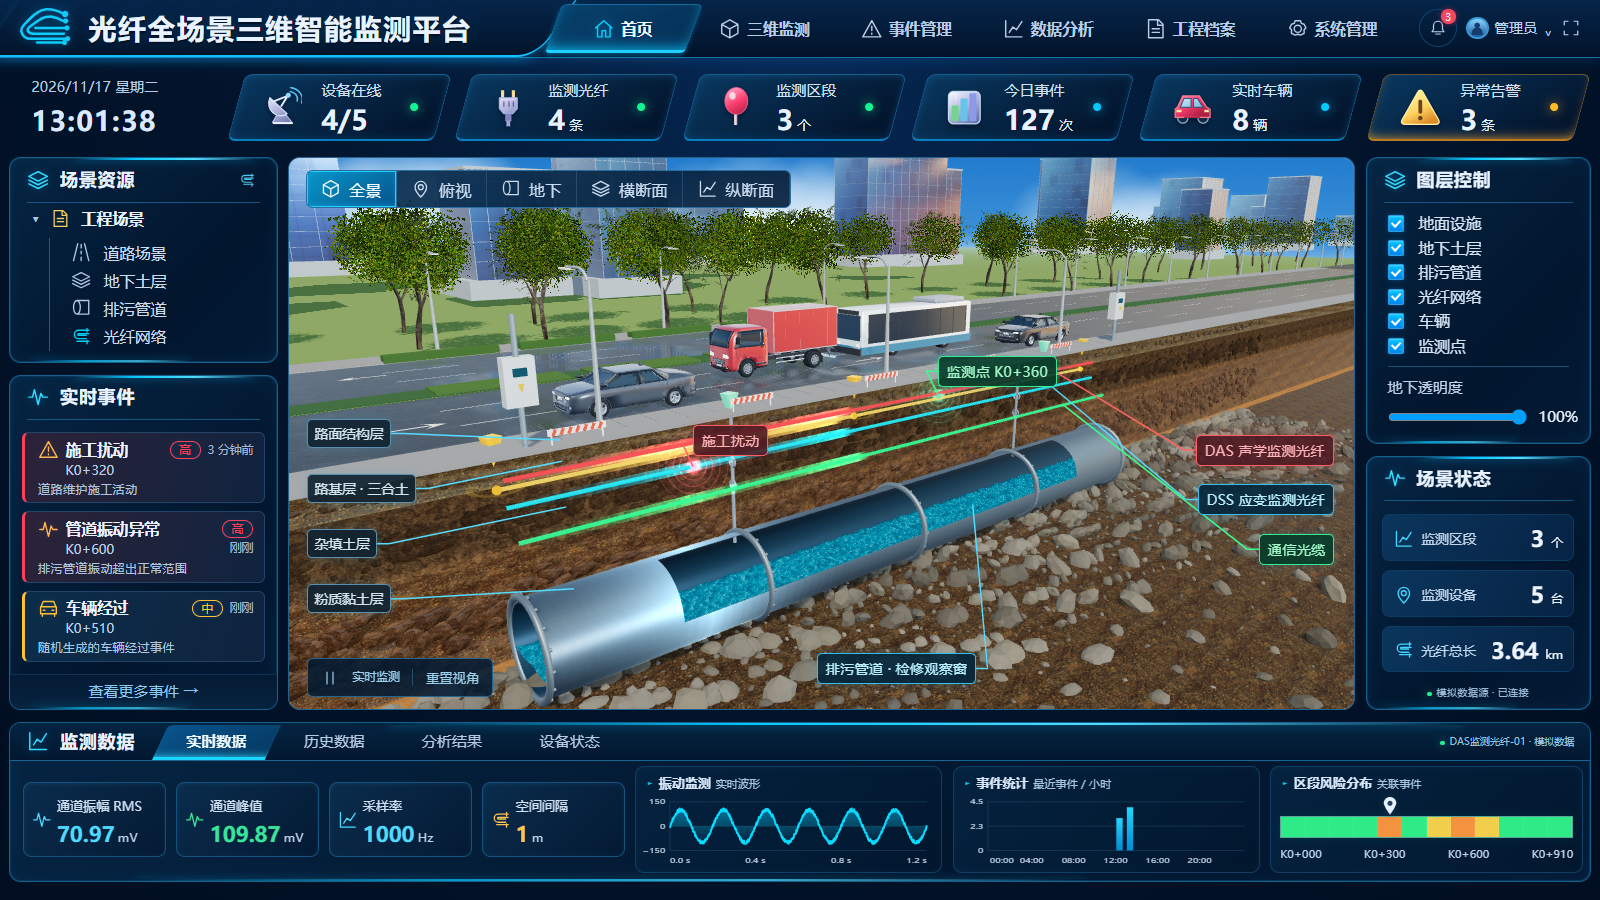 光纤全场景三维智能监测平台
首页
三维监测
事件管理
数据分析
工程档案
系统管理
3
管理员
2026/11/17 星期二
13:01:38
设备在线
4/5
监测光纤
4 条
监测区段
3 个
今日事件
127 次
实时车辆
8 辆
异常告警
3 条
场景资源
工程场景
道路场景
地下土层
排污管道
光纤网络
实时事件
施工扰动 高 3 分钟前
K0+320
道路维护施工活动
管道振动异常 高
K0+600 刚刚
排污管道振动超出正常范围
车辆经过 中 刚刚
K0+510
随机生成的车辆经过事件
查看更多事件 →
全景
俯视
地下
横断面
纵断面
监测点 K0+360
路面结构层
施工扰动
DAS 声学监测光纤
路基层 · 三合土
DSS 应变监测光纤
杂填土层
通信光缆
粉质黏土层
排污管道 · 检修观察窗
实时监测
重置视角
图层控制
地面设施
地下土层
排污管道
光纤网络
车辆
监测点
地下透明度
100%
场景状态
监测区段 3 个
监测设备 5 台
光纤总长 3.64 km
模拟数据源 · 已连接
监测数据
实时数据
历史数据
分析结果
设备状态
DAS监测光纤-01 · 模拟数据
通道振幅 RMS
70.97 mV
通道峰值
109.87 mV
采样率
1000 Hz
空间间隔
1 m
振动监测 实时波形
150
0
-150
0.0 s 0.4 s 0.8 s 1.2 s
事件统计 最近事件 / 小时
4.5
2.3
0
00:00 04:00 08:00 12:00 16:00 20:00
区段风险分布 关联事件
K0+000 K0+300 K0+600 K0+910